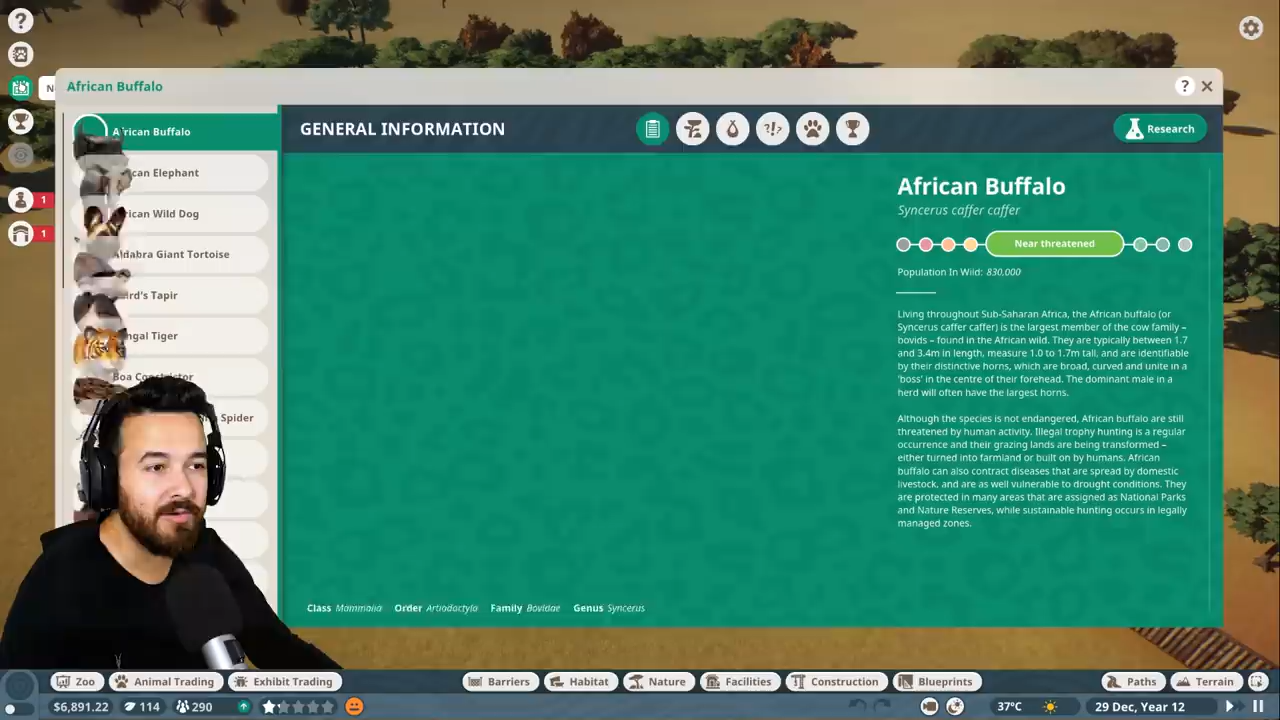 N
African Buffalo
?
African Buffalo
African Elephant
African Wild Dog
Aldabra Giant Tortoise
Baird's Tapir
Bengal Tiger
Boa Constrictor
Spider
1
1
GENERAL INFORMATION
?!?
Research
African Buffalo
Syncerus caffer caffer
Near threatened
Population In Wild: 830,000
Living throughout Sub-Saharan Africa, the African buffalo (or
Syncerus caffer caffer) is the largest member of the cow family –
bovids – found in the African wild. They are typically between 1.7
and 3.4m in length, measure 1.0 to 1.7m tall, and are identifiable
by their distinctive horns, which are broad, curved and unite in a
'boss' in the centre of their forehead. The dominant male in a
herd will often have the largest horns.
Although the species is not endangered, African buffalo are still
threatened by human activity. Illegal trophy hunting is a regular
occurrence and their grazing lands are being transformed –
either turned into farmland or built on by humans. African
buffalo can also contract diseases that are spread by domestic
livestock, and are as well vulnerable to drought conditions. They
are protected in many areas that are assigned as National Parks
and Nature Reserves, while sustainable hunting occurs in legally
managed zones.
Class Mammalia Order Artiodactyla Family Bovidae Genus Syncerus
Zoo Animal Trading Exhibit Trading Barriers Habitat Nature Facilities Construction Blueprints Paths Terrain
$6,891.22 114 290 37°C 29 Dec, Year 12